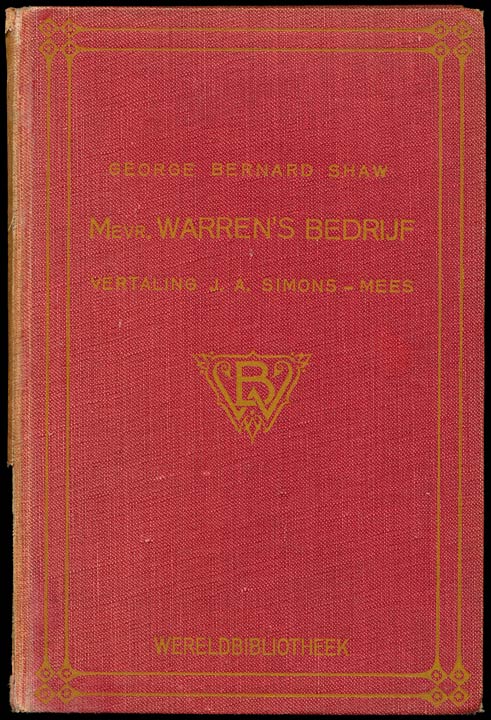 GEORGE BERNARD SHAW
MEVR. WARREN'S BEDRIJF
VERTALING J. A. SIMONS – MEES
WB
WERELDBIBLIOTHEEK